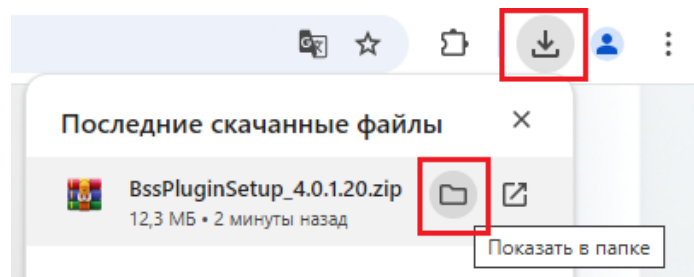 Последние скачанные файлы
BssPluginSetup_4.0.1.20.zip
12,3 МБ • 2 минуты назад
Показать в папке